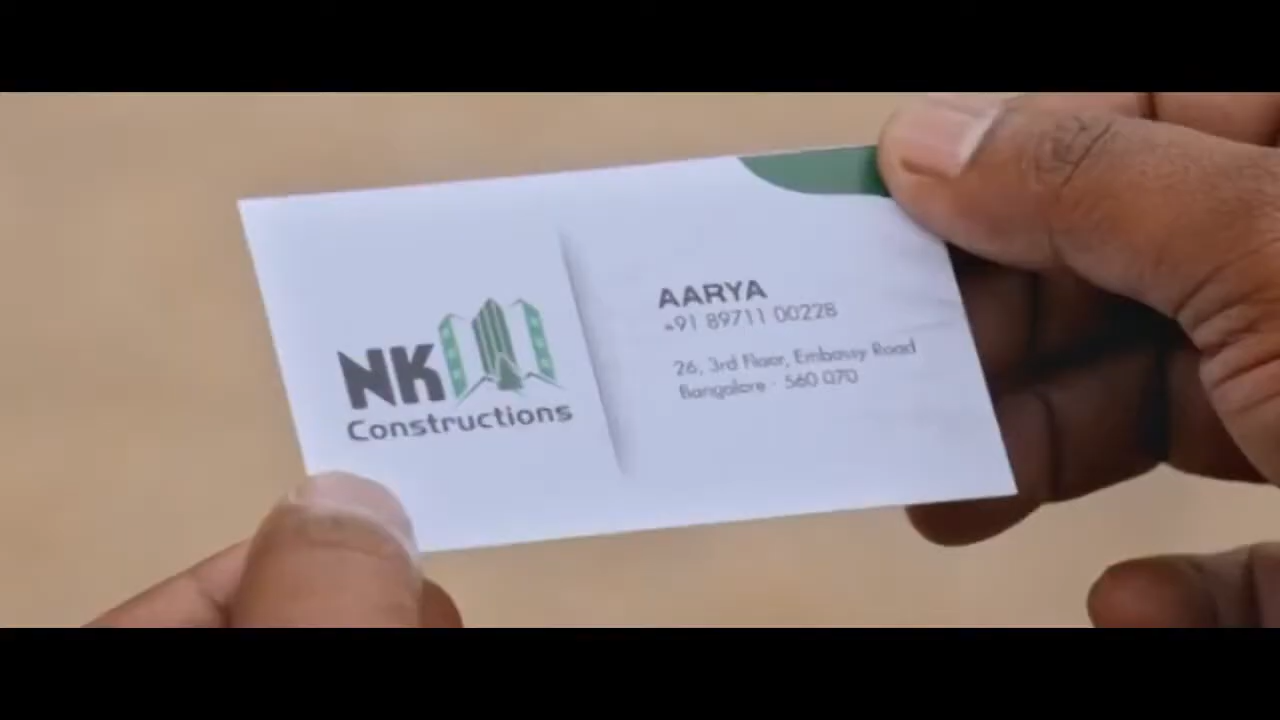 NK
Constructions
AARYA
+91 89711 00228
26, 3rd Floor, Embassy Road
Bangalore - 560 070